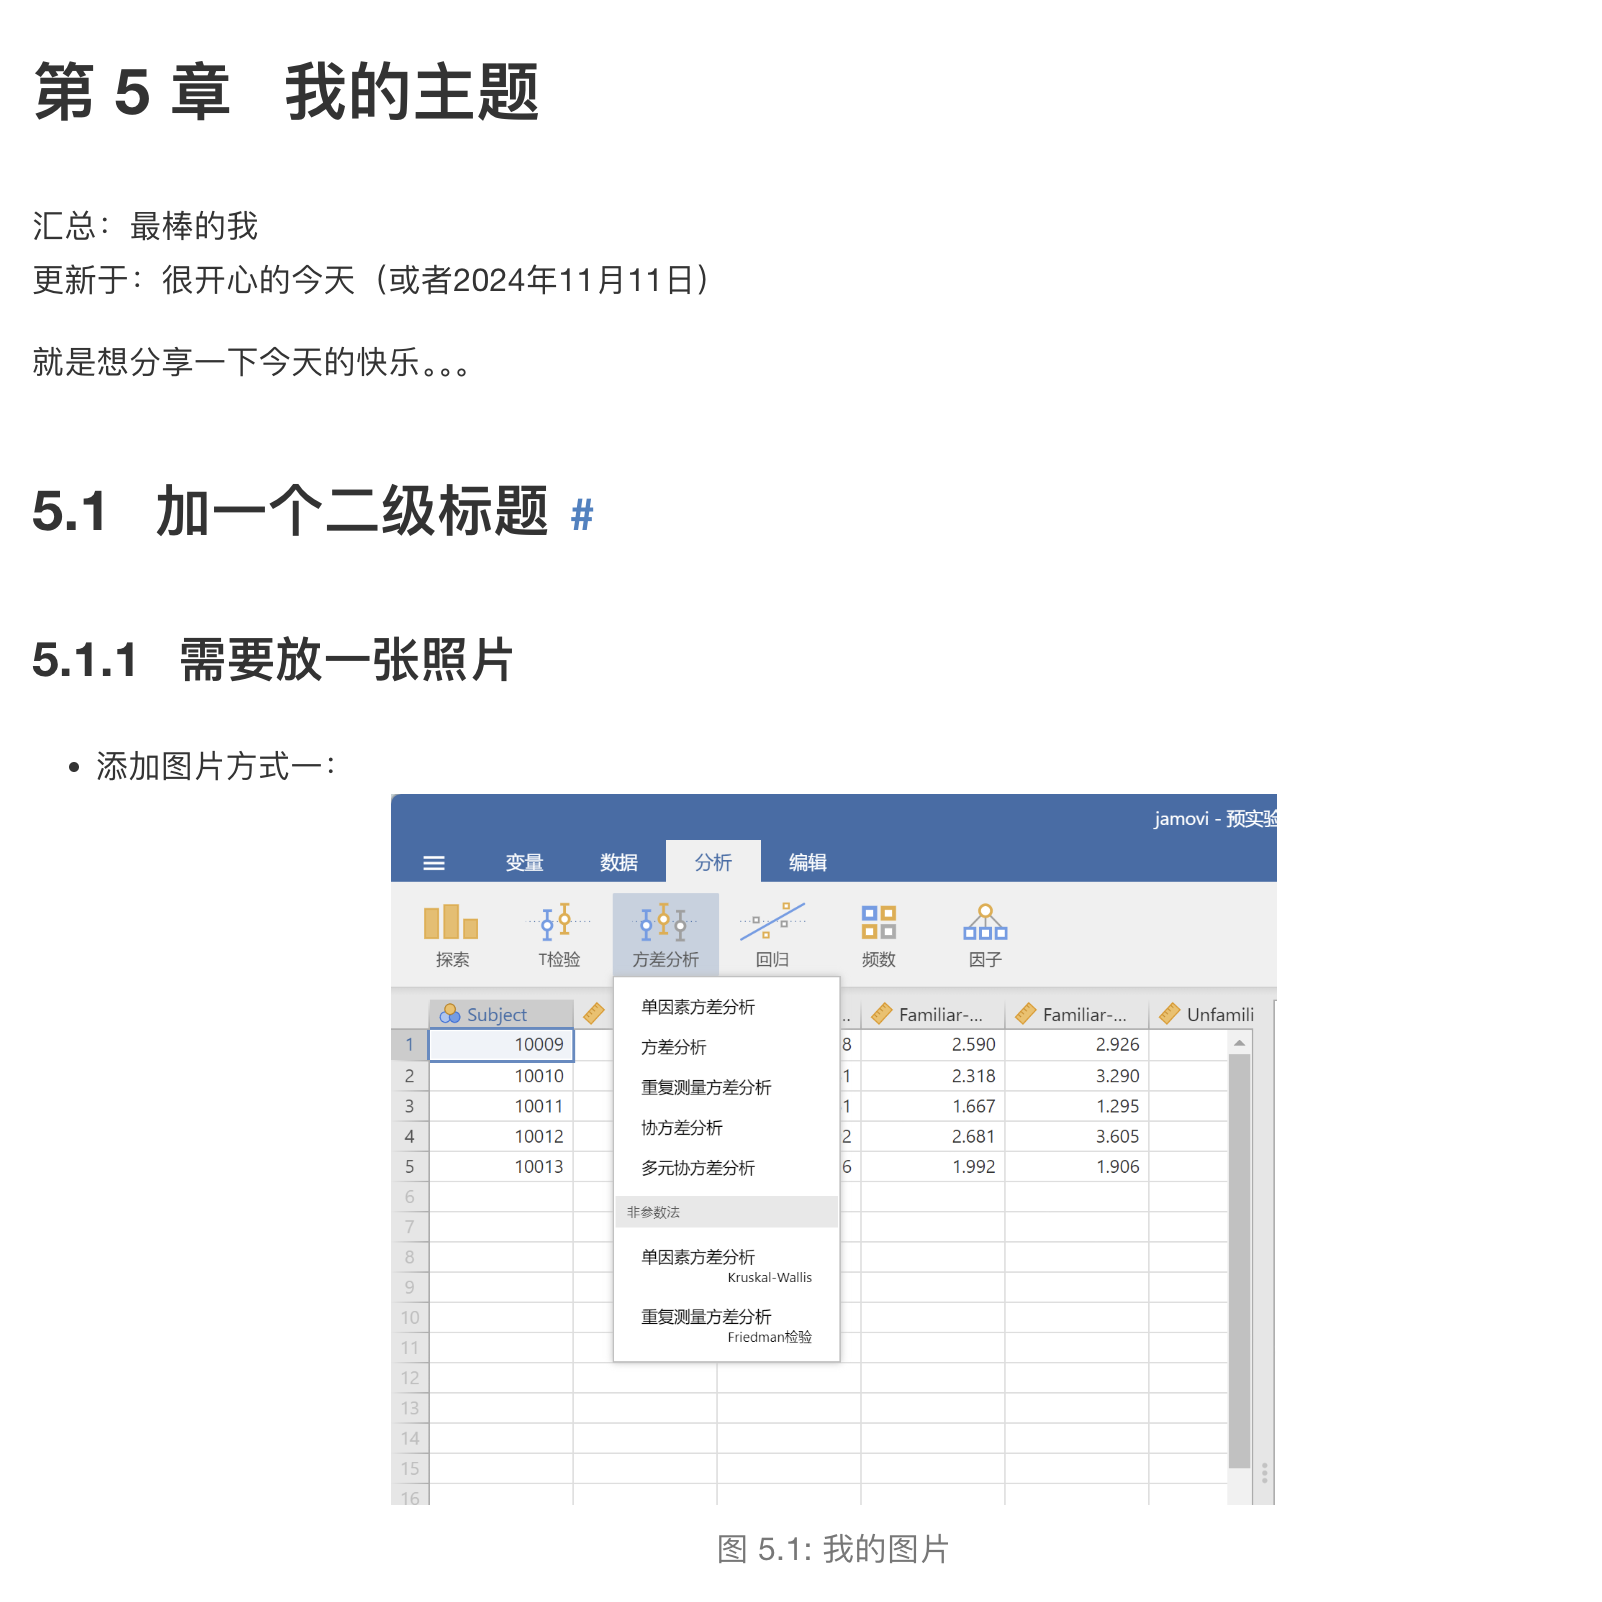 第 5 章 我的主题
汇总：最棒的我
更新于：很开心的今天（或者2024年11月11日）
就是想分享一下今天的快乐。。。
5.1 加一个二级标题 #
5.1.1 需要放一张照片
• 添加图片方式一：
jamovi - 预实验
变量 数据 分析 编辑
探索 T检验 方差分析 回归 频数 因子
单因素方差分析
方差分析
重复测量方差分析
协方差分析
多元协方差分析
非参数法
单因素方差分析
Kruskal-Wallis
重复测量方差分析
Friedman检验
Subject .. Familiar-... Familiar-... Unfamili
1 10009 8 2.590 2.926
2 10010 1 2.318 3.290
3 10011 1 1.667 1.295
4 10012 2 2.681 3.605
5 10013 6 1.992 1.906
6
7
8
9
10
11
12
13
14
15
16
图 5.1: 我的图片